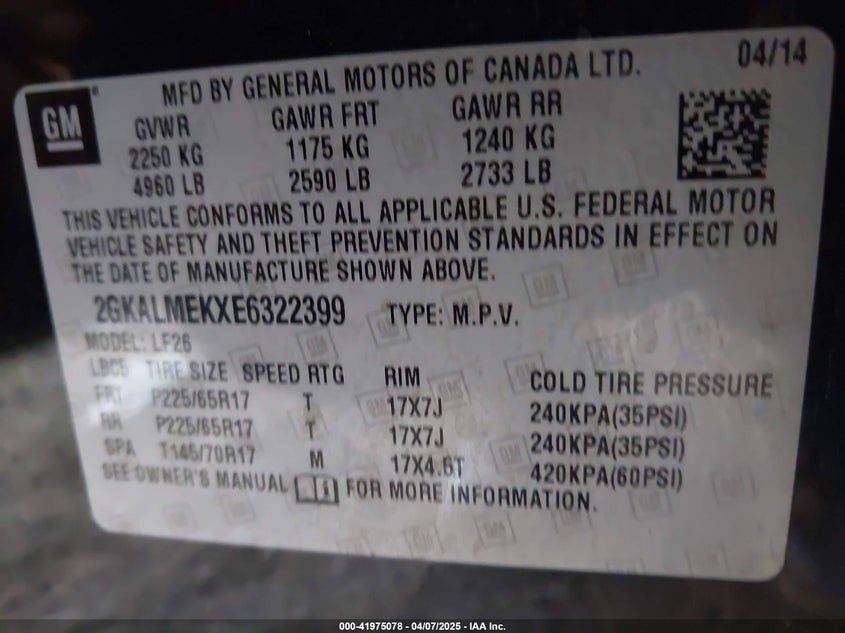 MFD BY GENERAL MOTORS OF CANADA LTD. 04/14
GM
GVWR GAWR FRT GAWR RR
2250 KG 1175 KG 1240 KG
4960 LB 2590 LB 2733 LB
THIS VEHICLE CONFORMS TO ALL APPLICABLE U.S. FEDERAL MOTOR
VEHICLE SAFETY AND THEFT PREVENTION STANDARDS IN EFFECT ON
THE DATE OF MANUFACTURE SHOWN ABOVE.
2GKALMEKXE6322399 TYPE: M.P.V.
MODEL: LF26
LBC5 TIRE SIZE SPEED RTG RIM COLD TIRE PRESSURE
FRT P225/65R17 T 17X7J 240KPA(35PSI)
RR P225/65R17 T 17X7J 240KPA(35PSI)
SPA T145/70R17 M 17X4.5T 420KPA(60PSI)
SEE OWNER'S MANUAL FOR MORE INFORMATION.
000-41975078 - 04/07/2025 - IAA Inc.